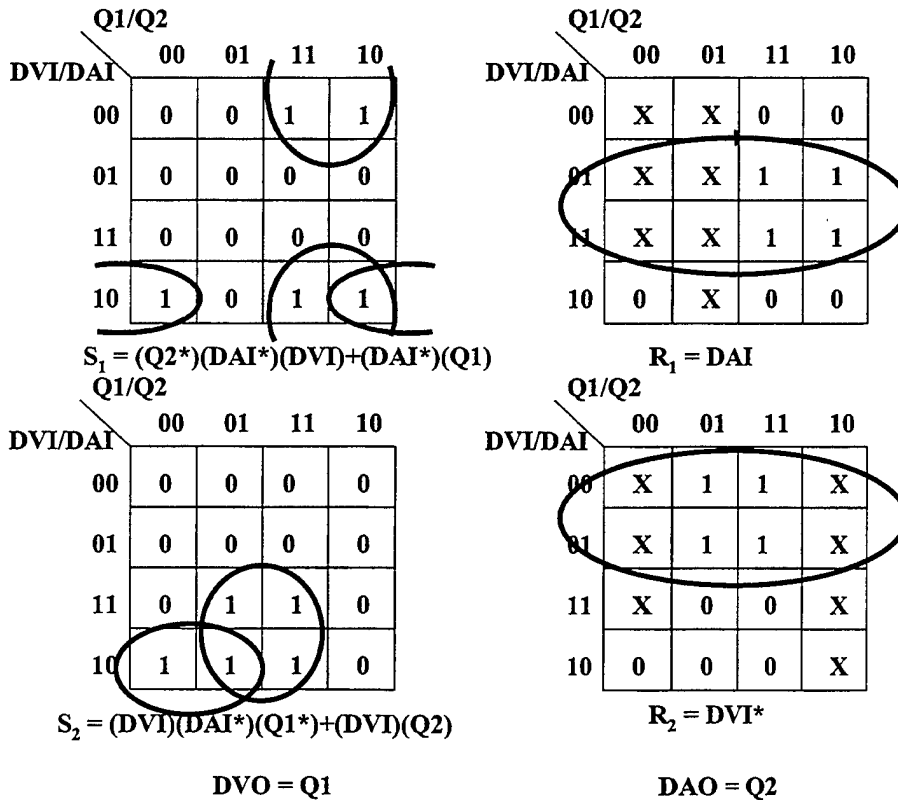 Q1/Q2
00 01 11 10
DVI/DAI
00 0 0 1 1
01 0 0 0 0
11 0 0 0 0
10 1 0 1 1
S1 = (Q2*)(DAI*)(DVI)+(DAI*)(Q1)
Q1/Q2
00 01 11 10
DVI/DAI
00 X X 0 0
01 X X 1 1
11 X X 1 1
10 0 X 0 0
R1 = DAI
Q1/Q2
00 01 11 10
DVI/DAI
00 0 0 0 0
01 0 0 0 0
11 0 1 1 0
10 1 1 1 0
S2 = (DVI)(DAI*)(Q1*)+(DVI)(Q2)
Q1/Q2
00 01 11 10
DVI/DAI
00 X 1 1 X
01 X 1 1 X
11 X 0 0 X
10 0 0 0 X
R2 = DVI*
DVO = Q1
DAO = Q2